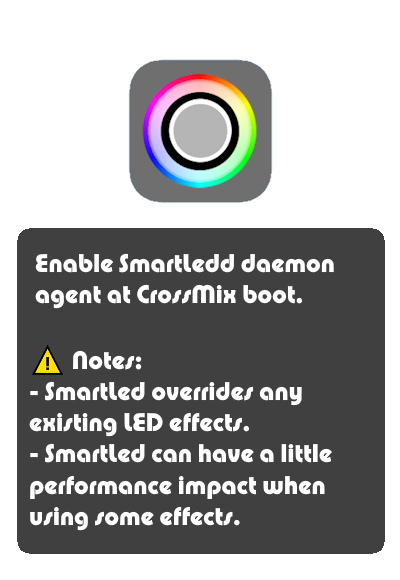 Enable Smartledd daemon
agent at CrossMix boot.
Notes:
- Smartled overrides any
existing LED effects.
- Smartled can have a little
performance impact when
using some effects.